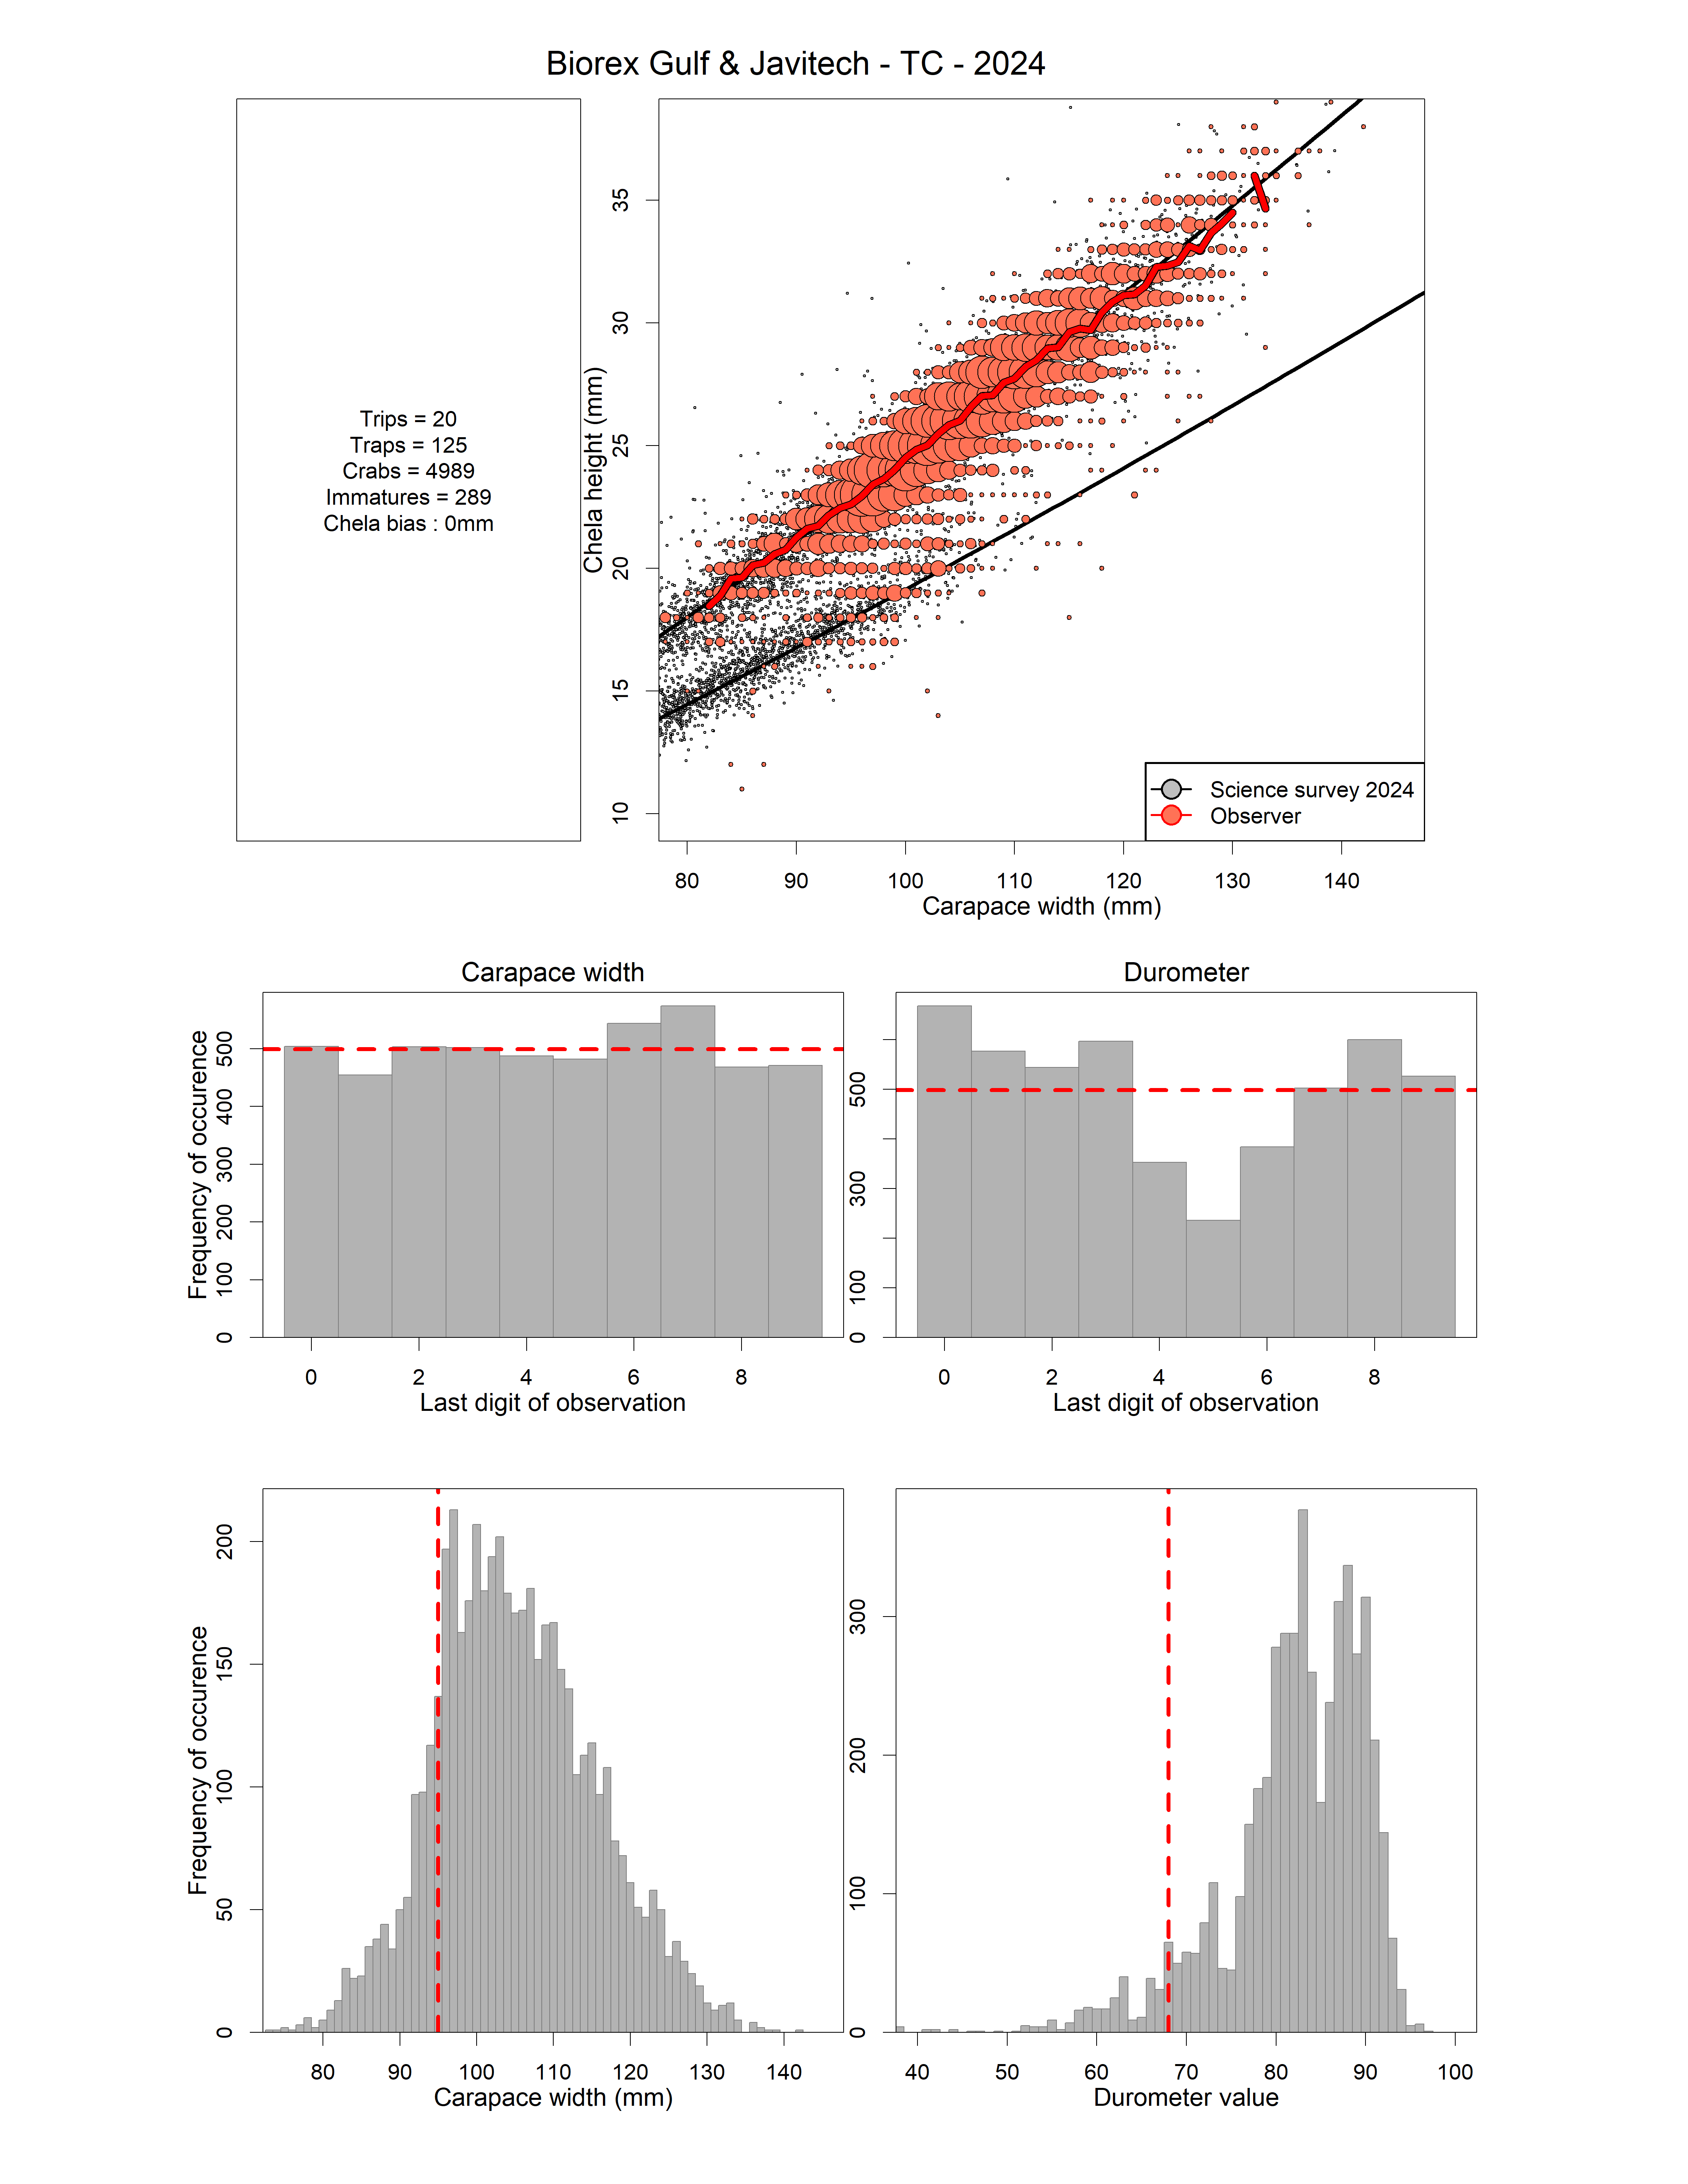 Biorex Gulf & Javitech - TC - 2024
Trips = 20
Traps = 125
Crabs = 4989
Immatures = 289
Chela bias : 0mm
Chela height (mm)
35
30
25
20
15
10
Science survey 2024
Observer
80 90 100 110 120 130 140
Carapace width (mm)
Carapace width
Frequency of occurence
500
400
300
200
100
0
0 2 4 6 8
Last digit of observation
Durometer
500
300
100
0
0 2 4 6 8
Last digit of observation
Frequency of occurence
200
150
100
50
0
80 90 100 110 120 130 140
Carapace width (mm)
300
200
100
0
40 50 60 70 80 90 100
Durometer value